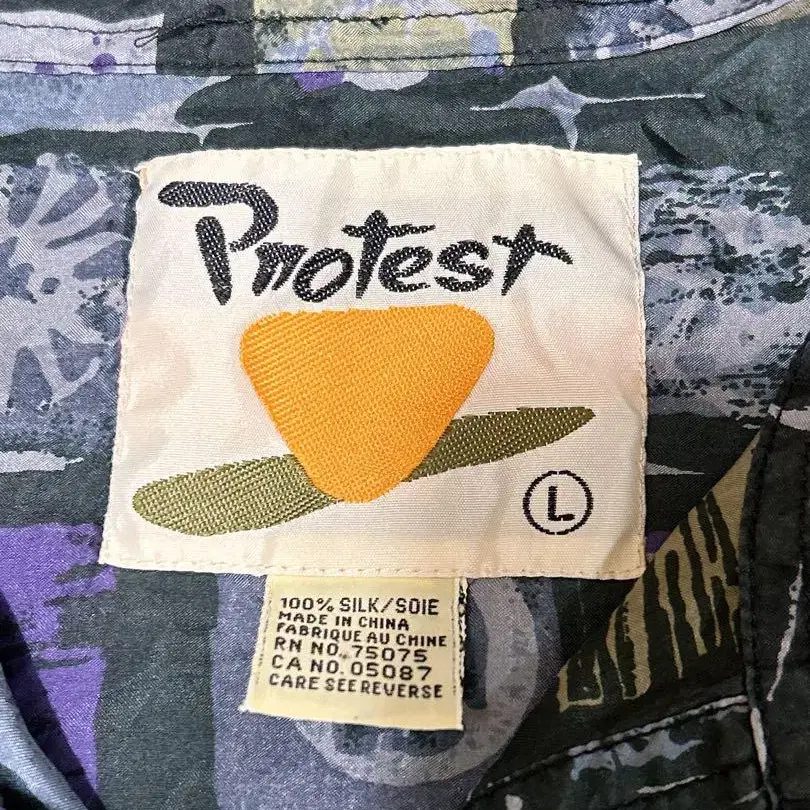 Protest
L
100% SILK/SOIE
MADE IN CHINA
FABRIQUE AU CHINE
RN NO. 75075
CA NO. 05087
CARE SEE REVERSE